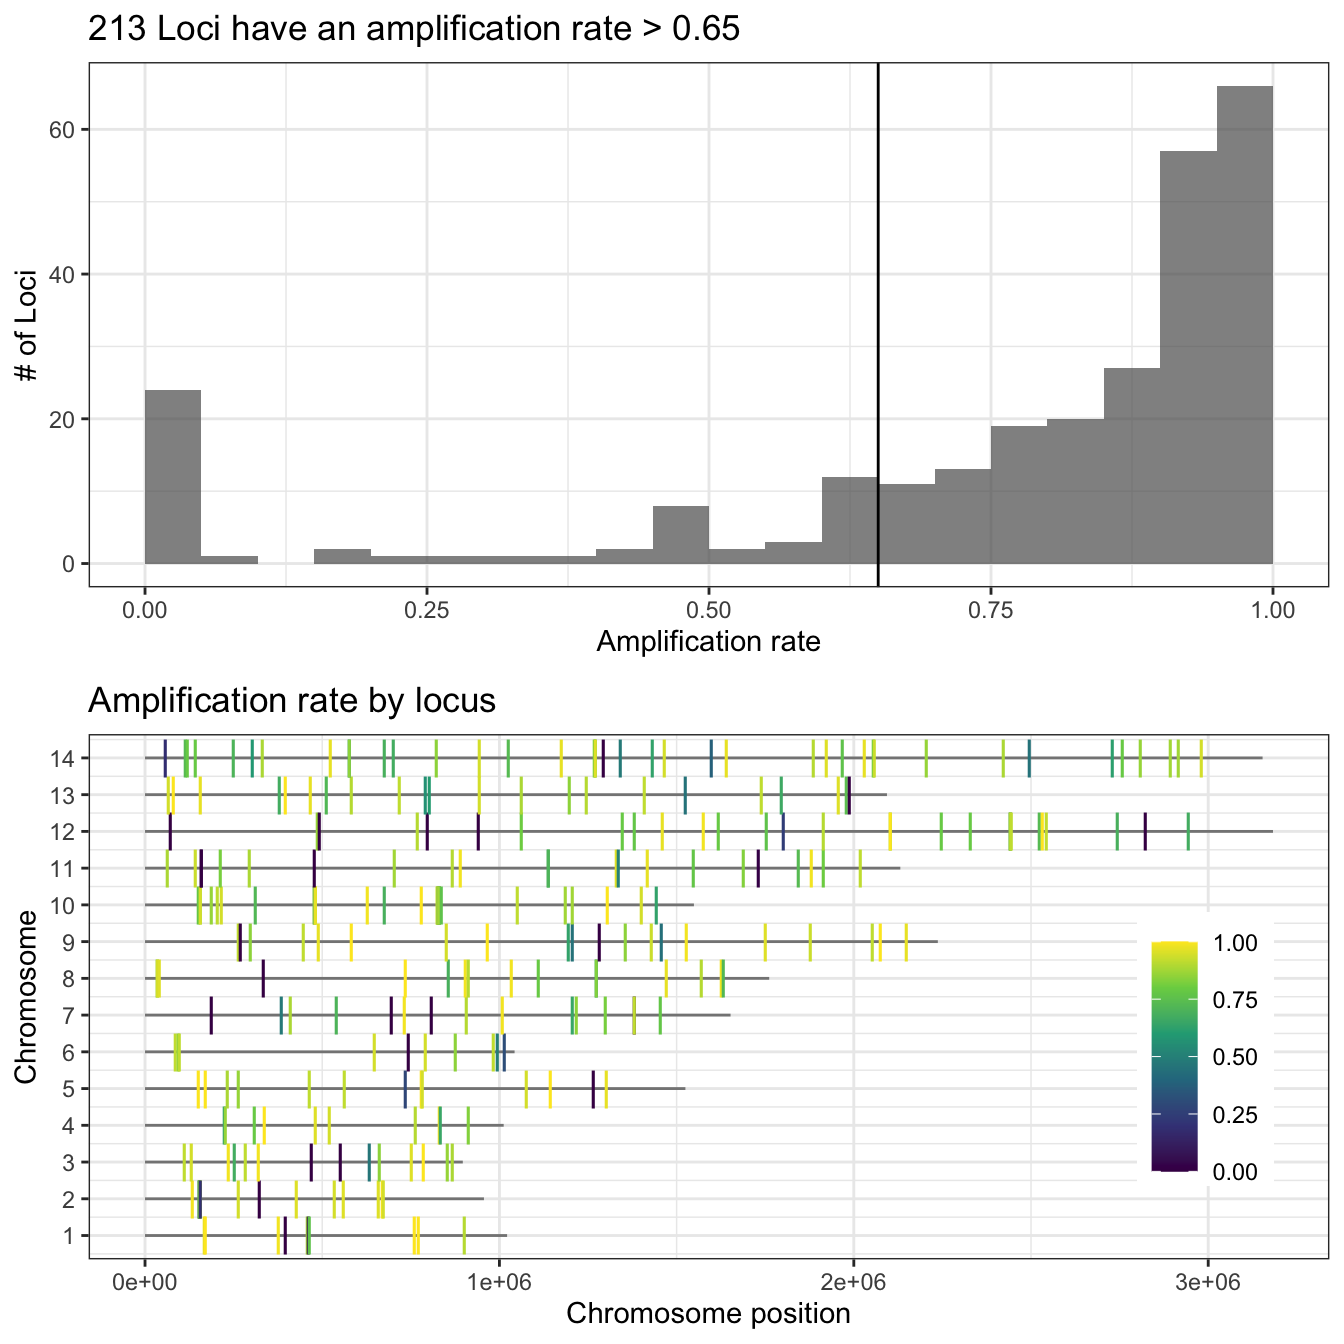 213 Loci have an amplification rate > 0.65
60
40
20
0
# of Loci
0.00 0.25 0.50 0.75 1.00
Amplification rate
Amplification rate by locus
14
13
12
11
10
9
8
7
6
5
4
3
2
1
Chromosome
1.00
0.75
0.50
0.25
0.00
0e+00 1e+06 2e+06 3e+06
Chromosome position